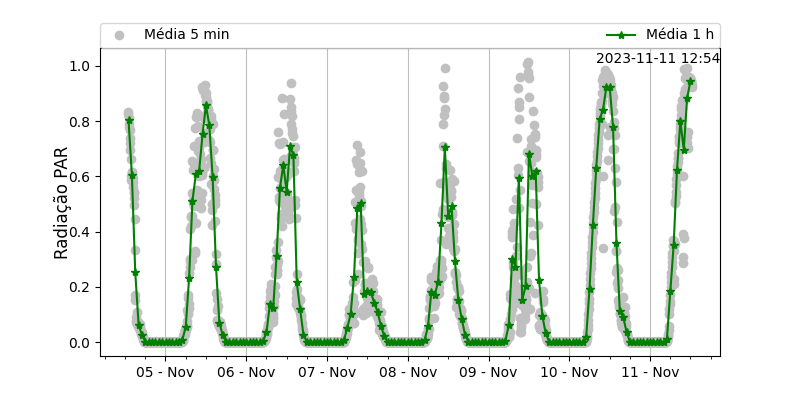 Média 5 min
Média 1 h
2023-11-11 12:54
Radiação PAR
1.0
0.8
0.6
0.4
0.2
0.0
05 - Nov
06 - Nov
07 - Nov
08 - Nov
09 - Nov
10 - Nov
11 - Nov